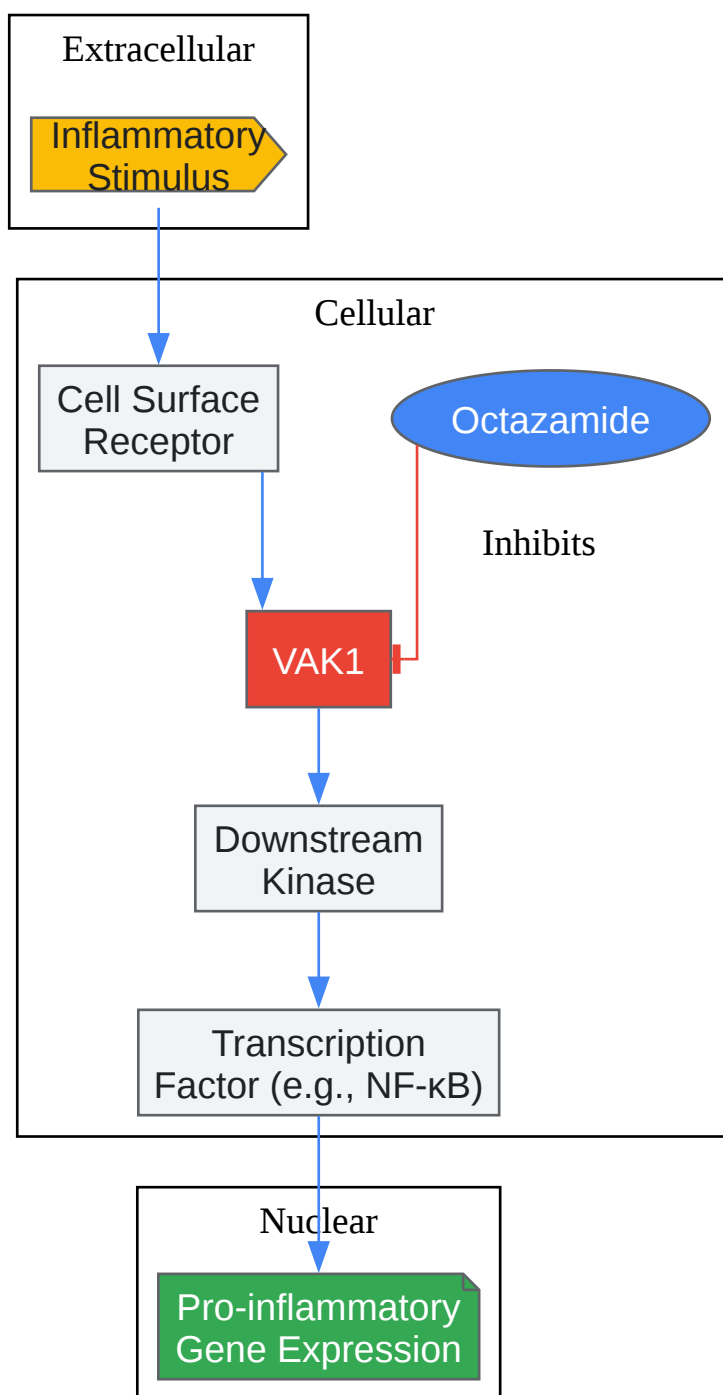 Extracellular
Inflammatory
Stimulus
Cellular
Cell Surface
Receptor
Octazamide
Inhibits
VAK1
Downstream
Kinase
Transcription
Factor (e.g., NF-κB)
Nuclear
Pro-inflammatory
Gene Expression